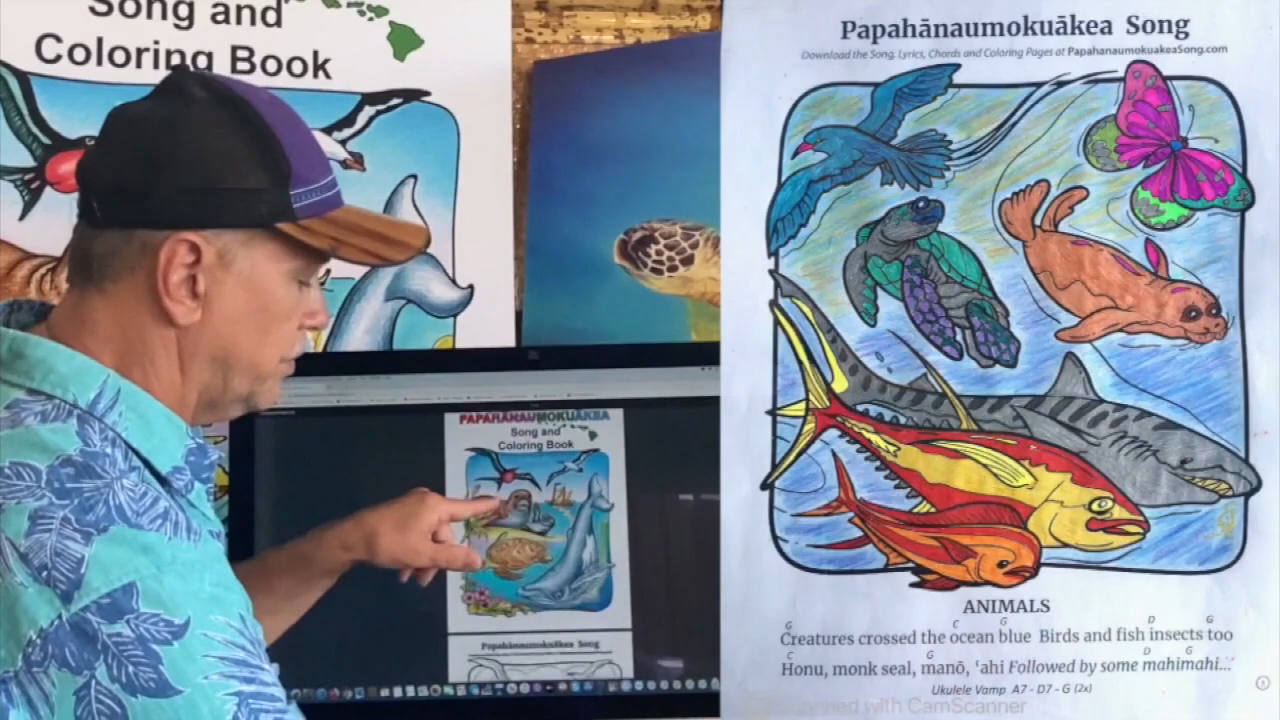 Song and
Coloring Book
PAPAHĀNAUMOKUĀKEA
Song and
Coloring Book
Papahānaumokuākea Song
Papahānaumokuākea Song
Download the Song, Lyrics, Chords and Coloring Pages at PapahanaumokuakeaSong.com
ANIMALS
G C G D G
Creatures crossed the ocean blue Birds and fish insects too
C G D G
Honu, monk seal, manō, ʻahi Followed by some mahimahi...
Ukulele Vamp A7 - D7 - G (2x)
Scanned with CamScanner